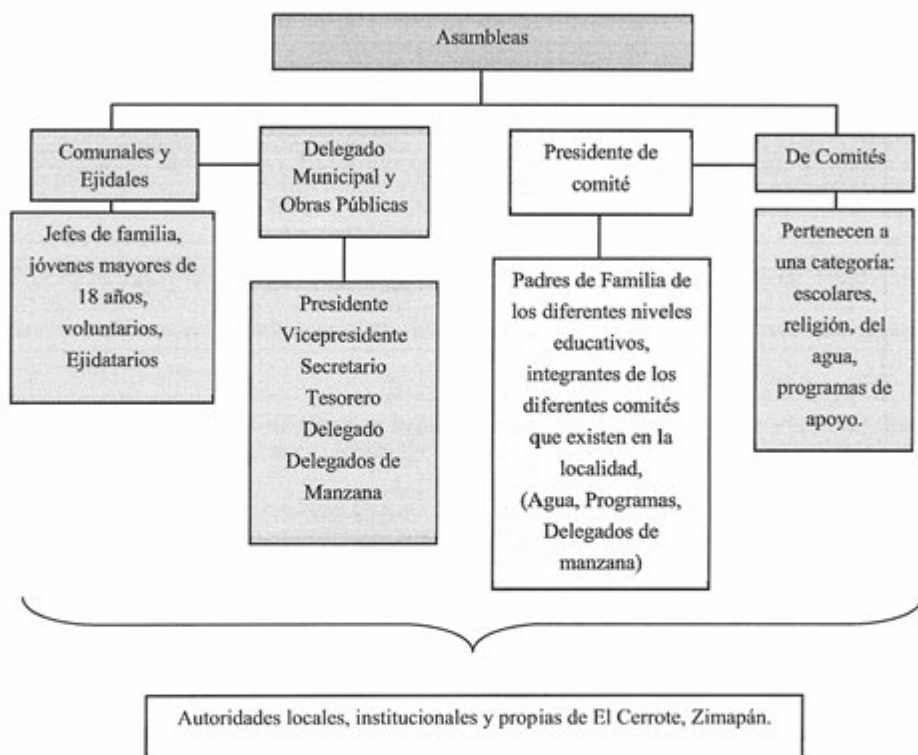 Asambleas
Comunales y
Ejidales
Jefes de familia,
jóvenes mayores de
18 años,
voluntarios,
Ejidatarios
Delegado
Municipal y
Obras Públicas
Presidente
Vicepresidente
Secretario
Tesorero
Delegado
Delegados de
Manzana
Presidente de
comité
Padres de Familia de
los diferentes niveles
educativos,
integrantes de los
diferentes comités
que existen en la
localidad,
(Agua, Programas,
Delegados de
manzana)
De Comités
Pertenecen a
una categoría:
escolares,
religión, del
agua,
programas de
apoyo.
Autoridades locales, institucionales y propias de El Cerrote, Zimapán.